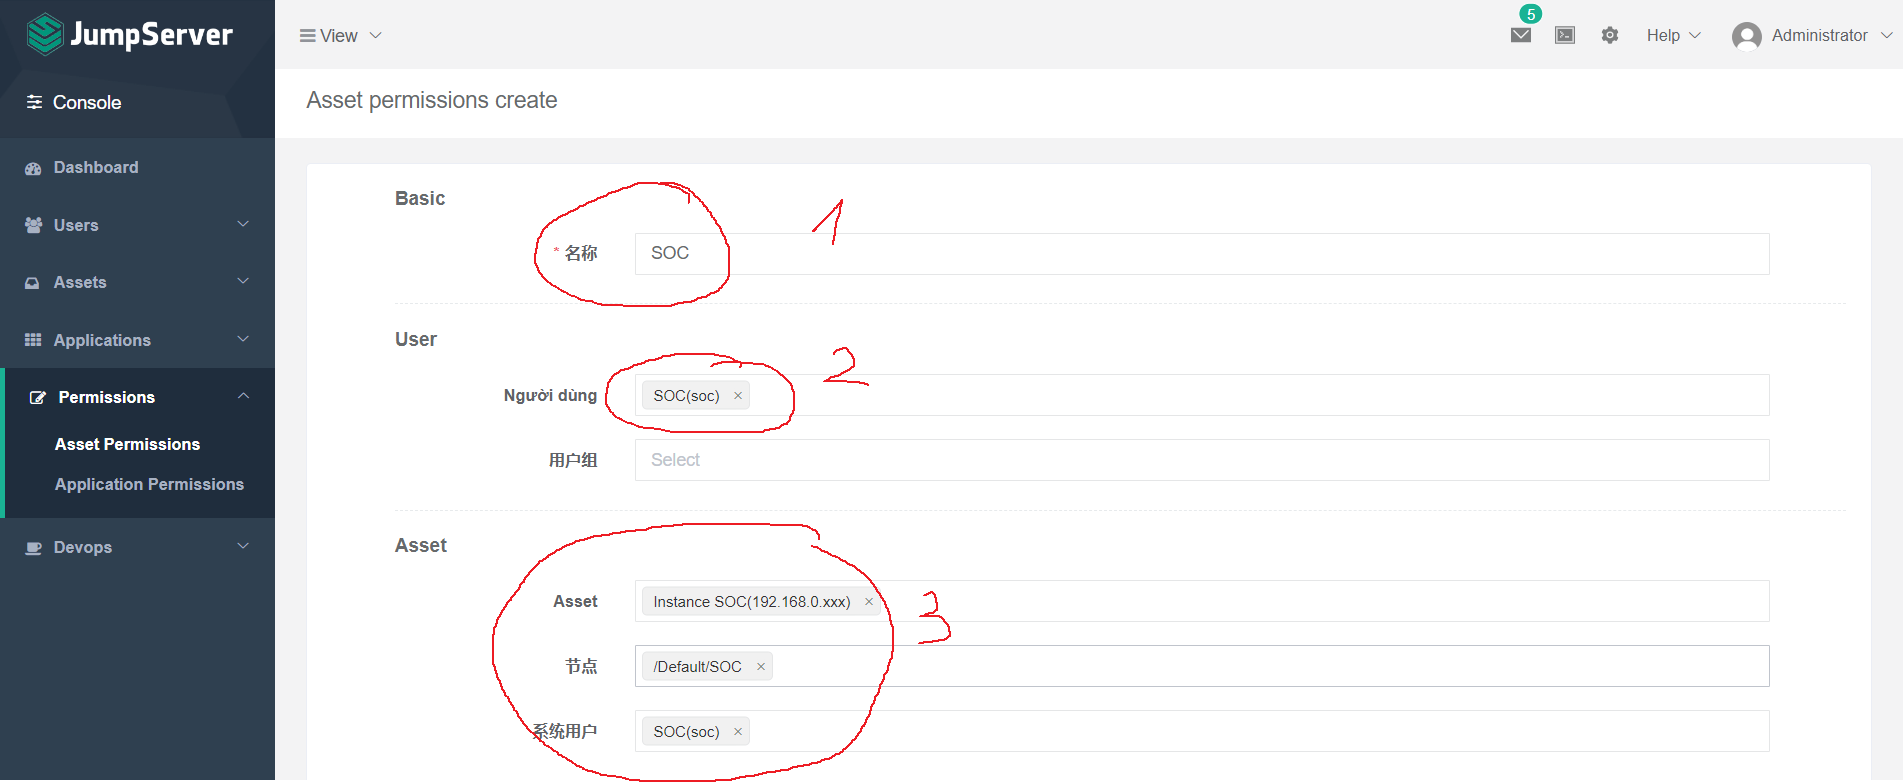 JumpServer
View
5
Help
Administrator
Console
Asset permissions create
Dashboard
Users
Assets
Applications
Permissions
Asset Permissions
Application Permissions
Devops
Basic
1
* 名称 SOC
User
2
Người dùng SOC(soc) ×
用户组 Select
Asset
3
Asset Instance SOC(192.168.0.xxx) ×
节点 /Default/SOC ×
系统用户 SOC(soc) ×